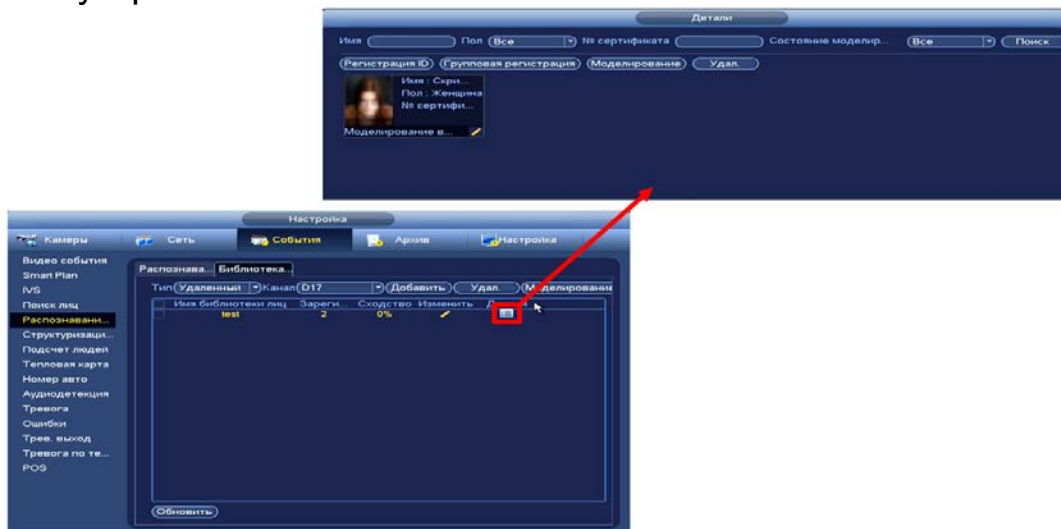 Детали
Имя Пол Все № сертификата Состояние моделир... Все Поиск
Регистрация ID Групповая регистрация Моделирование Удал.
Имя : Скри...
Пол : Женщина
№ сертифи...
Моделирование в...
Настройка
Камеры Сеть События Архив Настройка
Видео события
Smart Plan
IVS
Поиск лиц
Распознавани...
Структуризаци...
Подсчет людей
Тепловая карта
Номер авто
Аудиодетекция
Тревога
Ошибки
Трев. выход
Тревога по те...
POS
Распознава... Библиотека...
Тип Удаленный Канал D17 Добавить Удал. Моделирование
Имя библиотеки лиц Зареги... Сходство Изменить
test 2 0%
Обновить